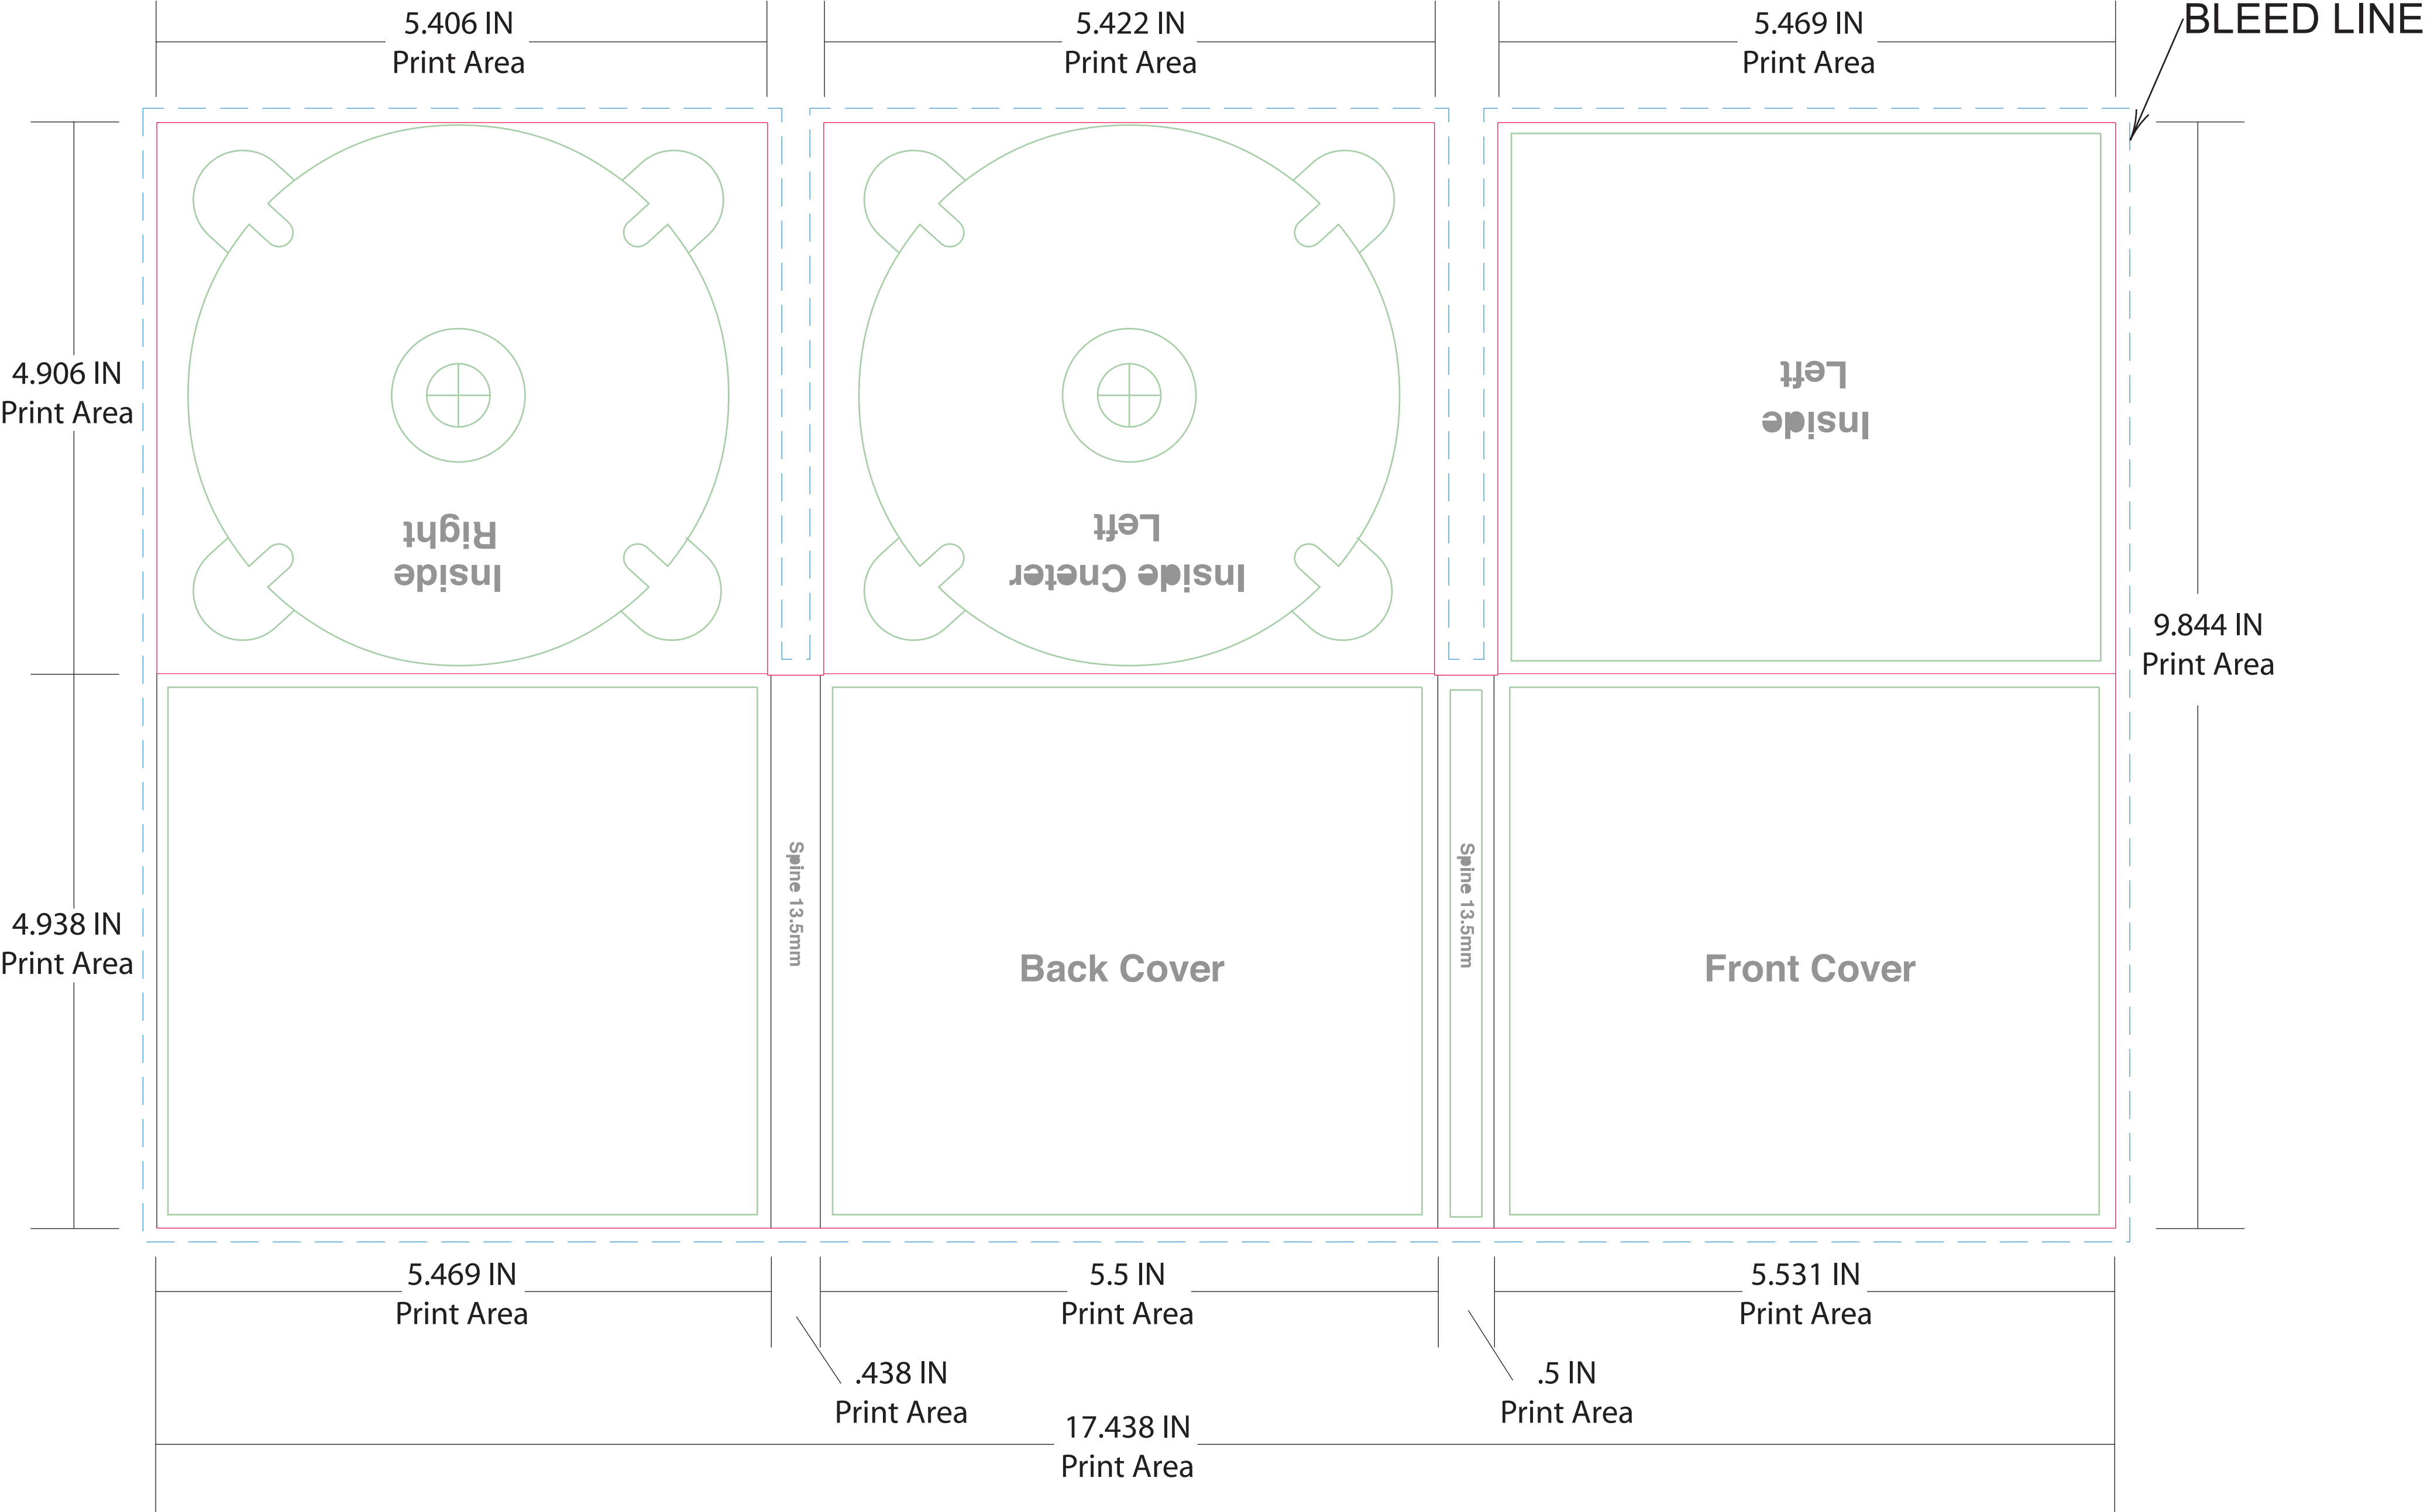 5.406 IN
Print Area
5.422 IN
Print Area
5.469 IN
Print Area
BLEED LINE
4.906 IN
Print Area
Inside
Right
Inside Cneter
Left
Inside
Left
9.844 IN
Print Area
4.938 IN
Print Area
Spine 13.5mm
Back Cover
Spine 13.5mm
Front Cover
5.469 IN
Print Area
5.5 IN
Print Area
5.531 IN
Print Area
.438 IN
Print Area
.5 IN
Print Area
17.438 IN
Print Area